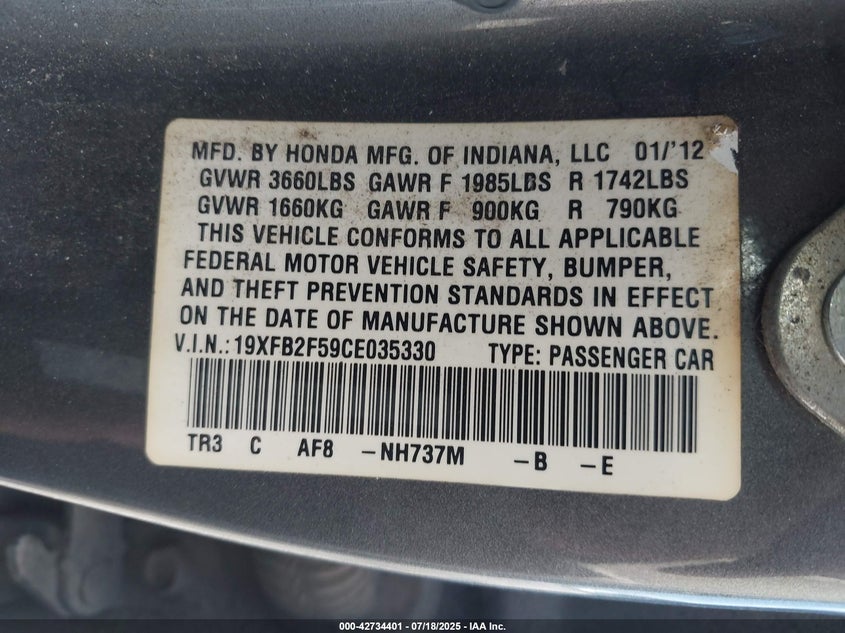 MFD. BY HONDA MFG. OF INDIANA, LLC 01/'12
GVWR 3660LBS GAWR F 1985LBS R 1742LBS
GVWR 1660KG GAWR F 900KG R 790KG
THIS VEHICLE CONFORMS TO ALL APPLICABLE
FEDERAL MOTOR VEHICLE SAFETY, BUMPER,
AND THEFT PREVENTION STANDARDS IN EFFECT
ON THE DATE OF MANUFACTURE SHOWN ABOVE.
V.I.N.:19XFB2F59CE035330 TYPE: PASSENGER CAR
TR3 C AF8 -NH737M -B -E
000-42734401 / 07/18/2025 - IAA Inc.